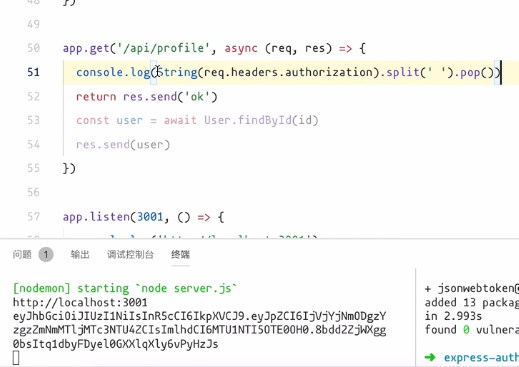 48 })
49
50 app.get('/api/profile', async (req, res) => {
51 console.log(String(req.headers.authorization).split(' ').pop())
52 return res.send('ok')
53 const user = await User.findById(id)
54 res.send(user)
55 })
56
57 app.listen(3001, () => {
问题 1 输出 调试控制台 终端
[nodemon] starting `node server.js`
http://localhost:3001
eyJhbGciOiJIUzI1NiIsInR5cCI6IkpXVCJ9.eyJpZCI6IjVjYjNmODgzY
zgzZmNmMTljMTc3NTU4ZCIsImlhdCI6MTU1NTI5OTE0OH0.8bdd2ZjWXgg
0bsItq1dbyFDyel0GXXlqXly6vPyHzJs
+ jsonwebtoken@
added 13 packag
in 2.993s
found 0 vulnera
→ express-auth